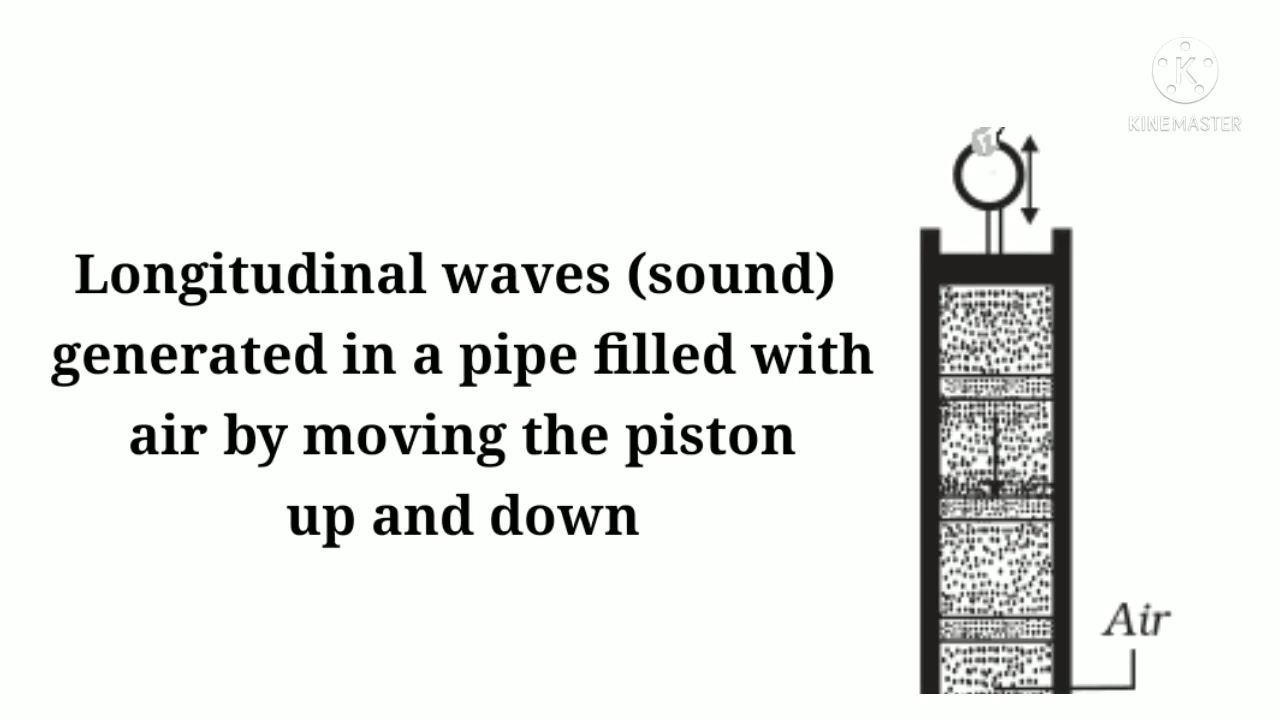 KINEMASTER
Longitudinal waves (sound)
generated in a pipe filled with
air by moving the piston
up and down
Air